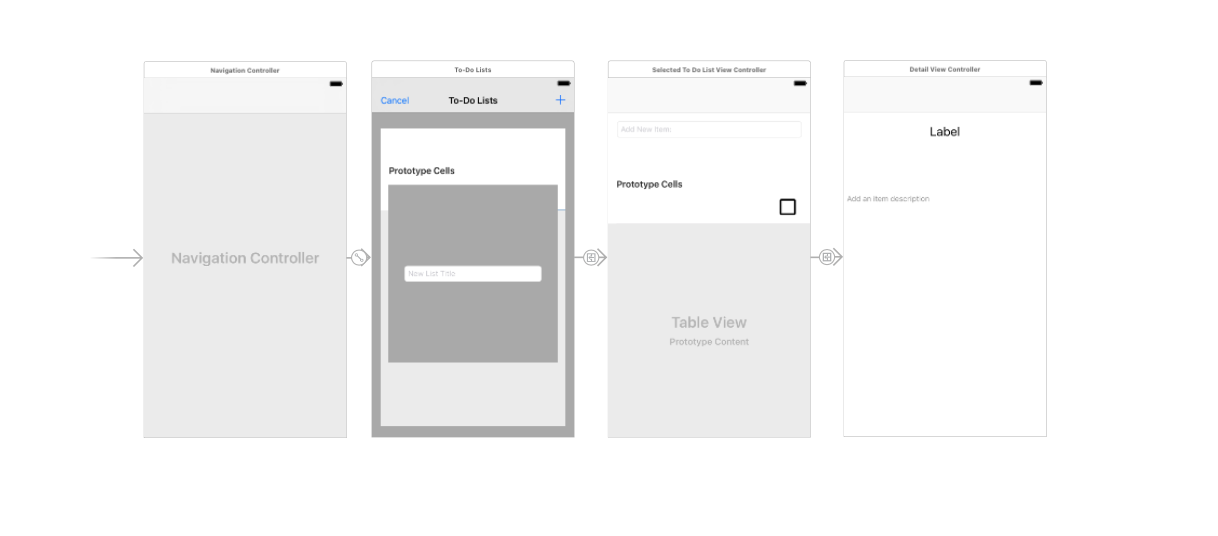 Navigation Controller
Navigation Controller
To-Do Lists
Cancel To-Do Lists +
Prototype Cells
New List Title
Selected To Do List View Controller
Add New Item
Prototype Cells
Table View
Prototype Content
Detail View Controller
Label
Add an item description